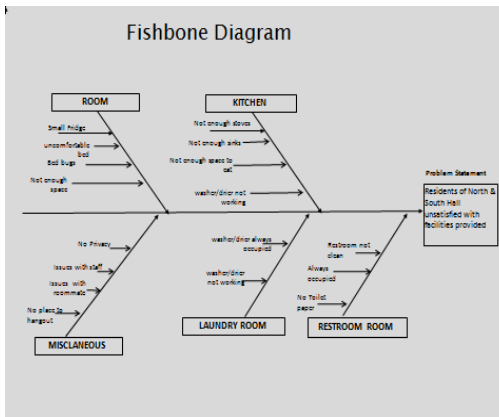 Fishbone Diagram
ROOM
KITCHEN
Small fridge
uncomfortable
bed
Bed bugs
Not enough
space
Not enough stoves
Not enough sinks
Not enough space to
eat
washer/drier not
working
Problem Statement
Residents of North &
South Hall
unsatisfied with
facilities provided
No Privacy
Issues with staff
Issues with
roommate
No place to
hangout
washer/drier always
occupied
washer/drier
not working
Restroom not
clean
Always
occupied
No Toilet
paper
MISCLANEOUS
LAUNDRY ROOM
RESTROOM ROOM